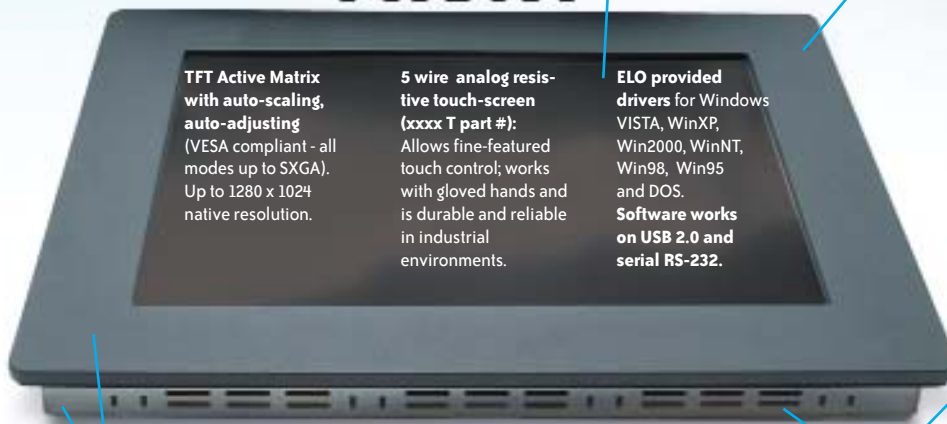 TFT Active Matrix
with auto-scaling,
auto-adjusting
(VESA compliant - all
modes up to SXGA).
Up to 1280 x 1024
native resolution.
5 wire analog resis-
tive touch-screen
(xxxx T part #):
Allows fine-featured
touch control; works
with gloved hands and
is durable and reliable
in industrial
environments.
ELO provided
drivers for Windows
VISTA, WinXP,
Win2000, WinNT,
Win98, Win95
and DOS.
Software works
on USB 2.0 and
serial RS-232.